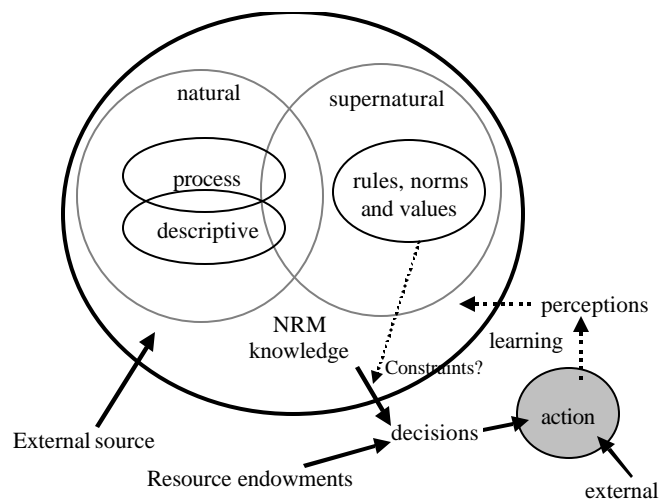 natural
supernatural
process
descriptive
rules, norms
and values
NRM
knowledge
perceptions
learning
Constraints?
action
decisions
External source
Resource endowments
external